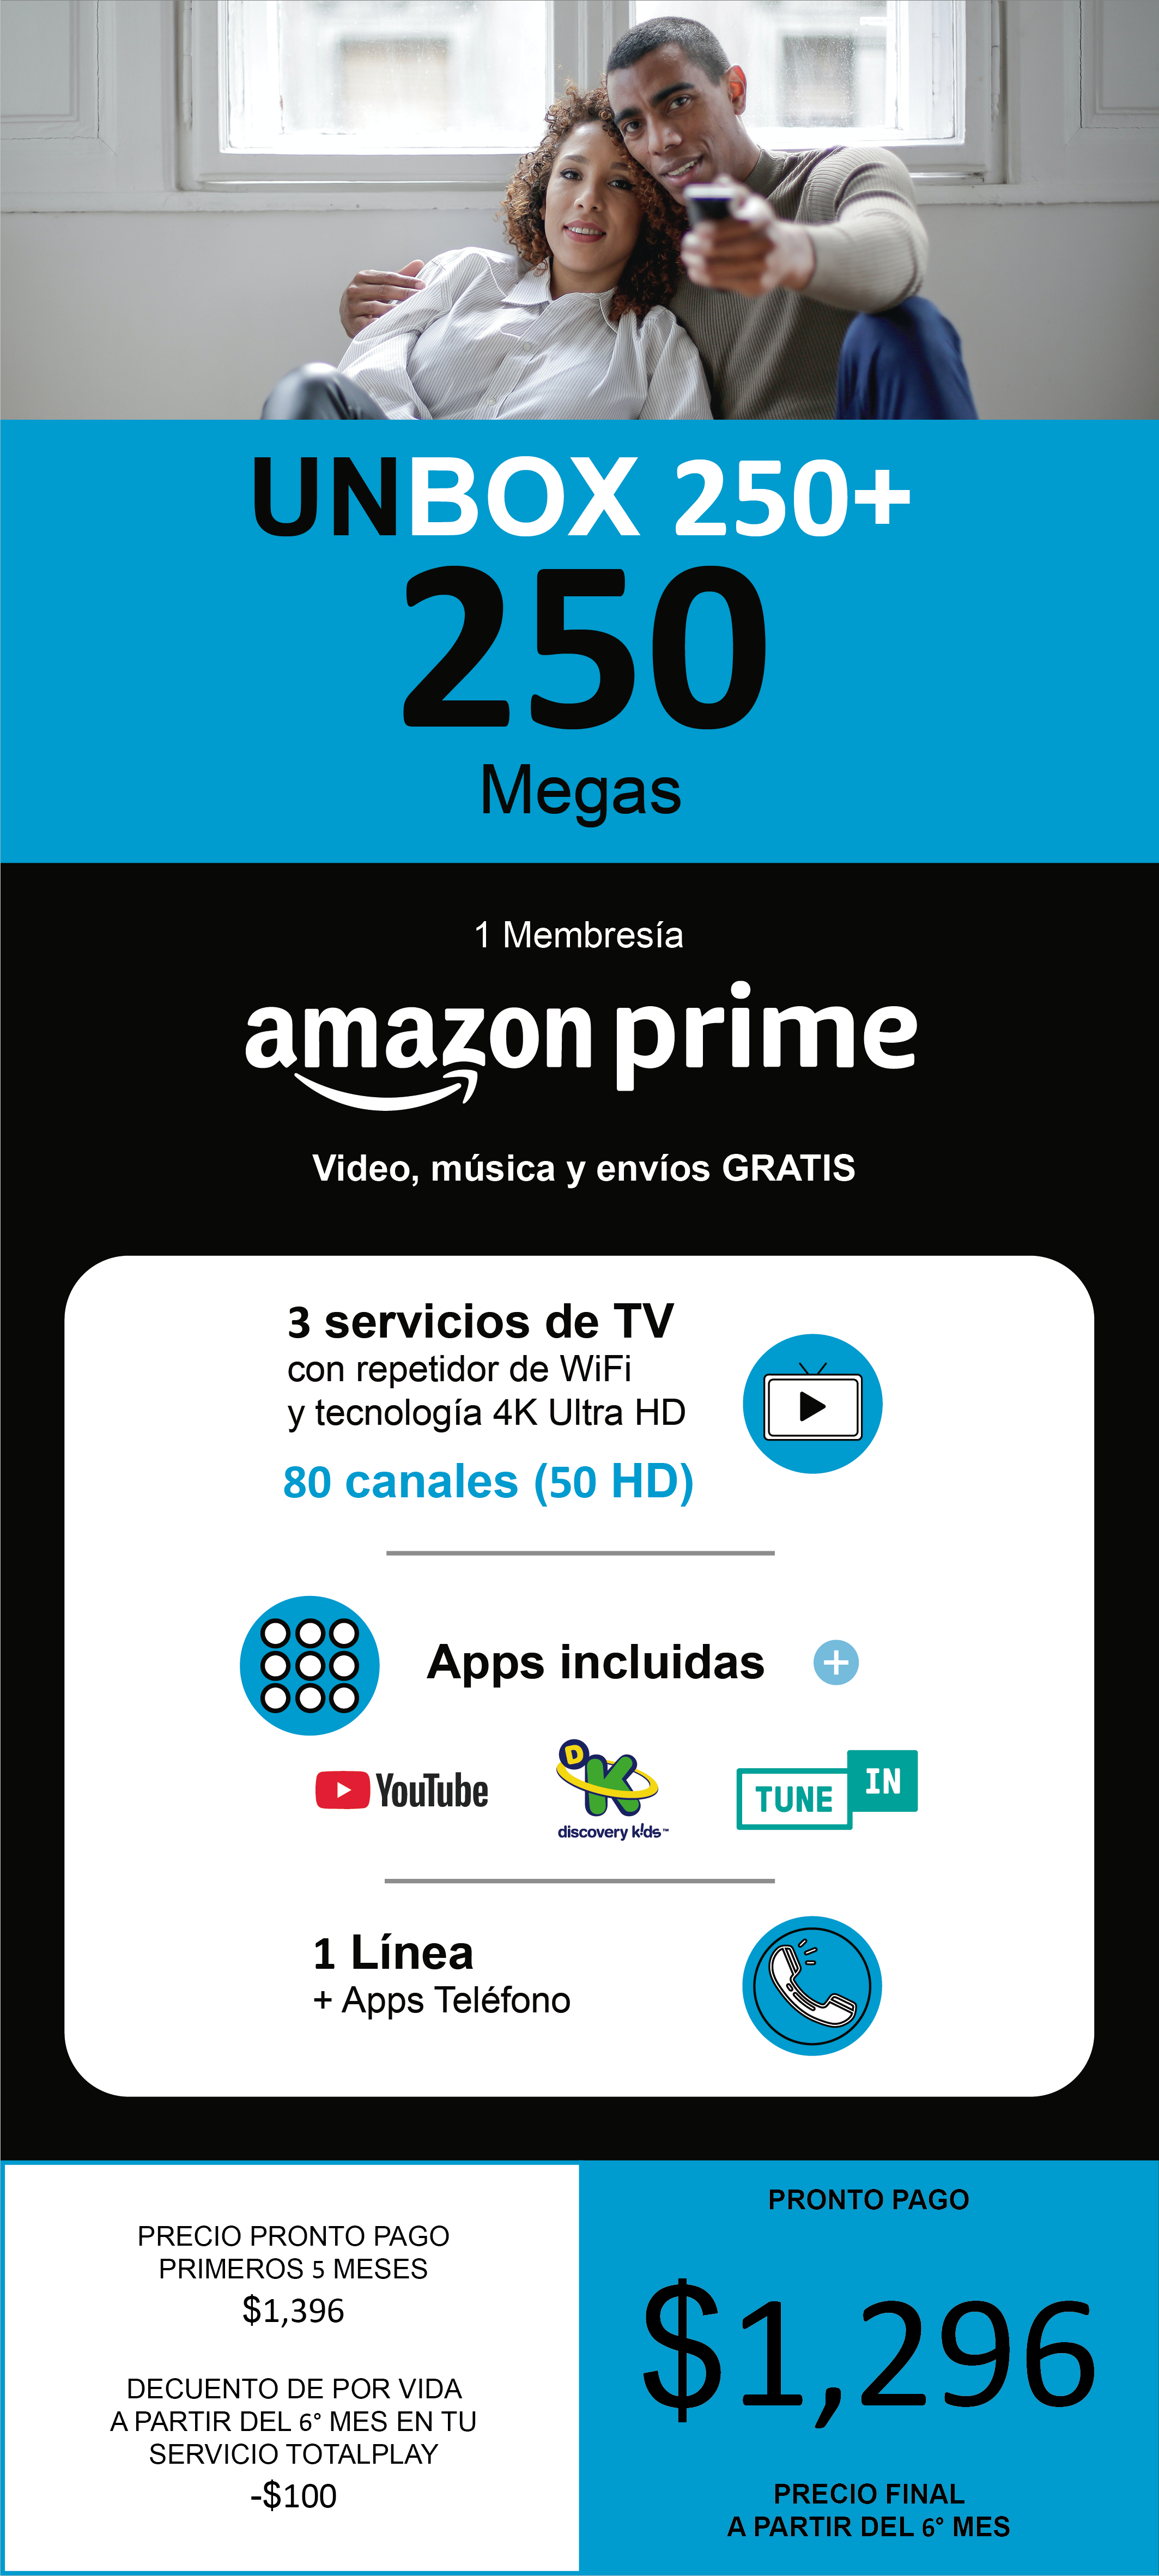 UNBOX 250+
250
Megas
1 Membresía
amazon prime
Video, música y envíos GRATIS
3 servicios de TV
con repetidor de WiFi
y tecnología 4K Ultra HD
80 canales (50 HD)
Apps incluidas +
YouTube
D K
discovery k!ds™
TUNE IN
1 Línea
+ Apps Teléfono
PRECIO PRONTO PAGO
PRIMEROS 5 MESES
$1,396
DECUENTO DE POR VIDA
A PARTIR DEL 6° MES EN TU
SERVICIO TOTALPLAY
-$100
PRONTO PAGO
$1,296
PRECIO FINAL
A PARTIR DEL 6° MES